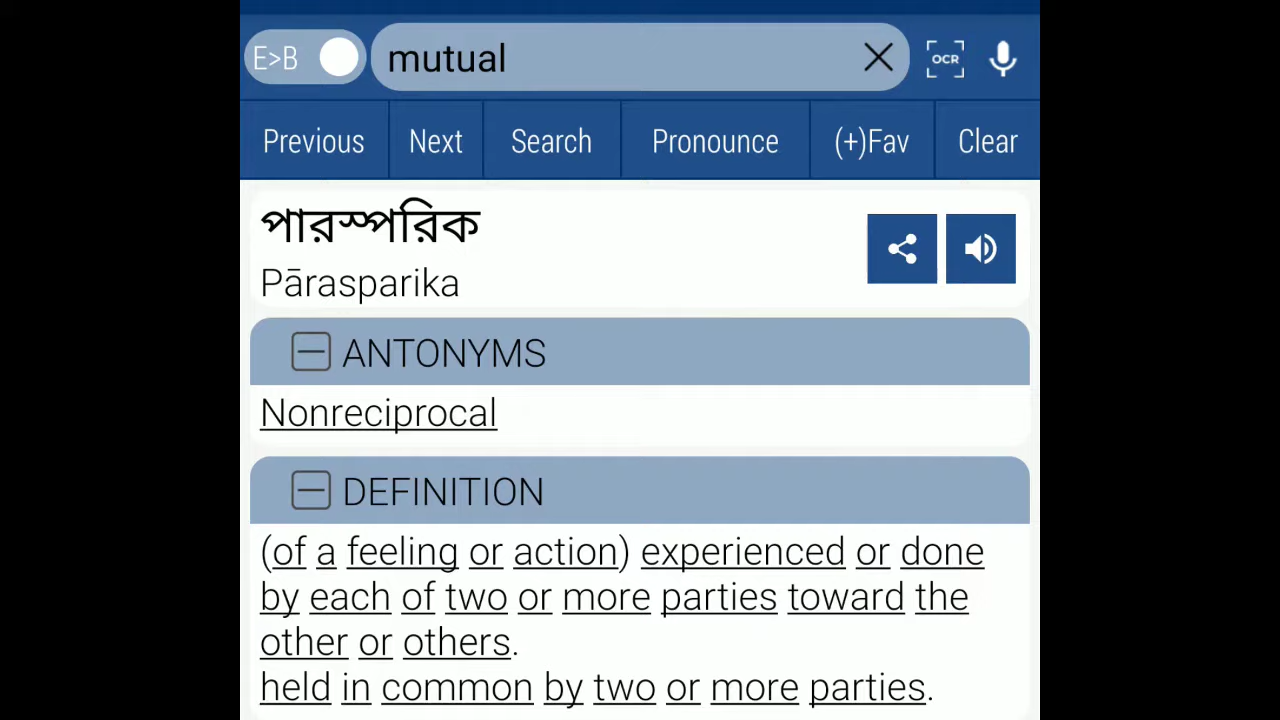 E>B mutual OCR
Previous Next Search Pronounce (+)Fav Clear
পারস্পরিক
Pārasparika
ANTONYMS
Nonreciprocal
DEFINITION
(of a feeling or action) experienced or done
by each of two or more parties toward the
other or others.
held in common by two or more parties.